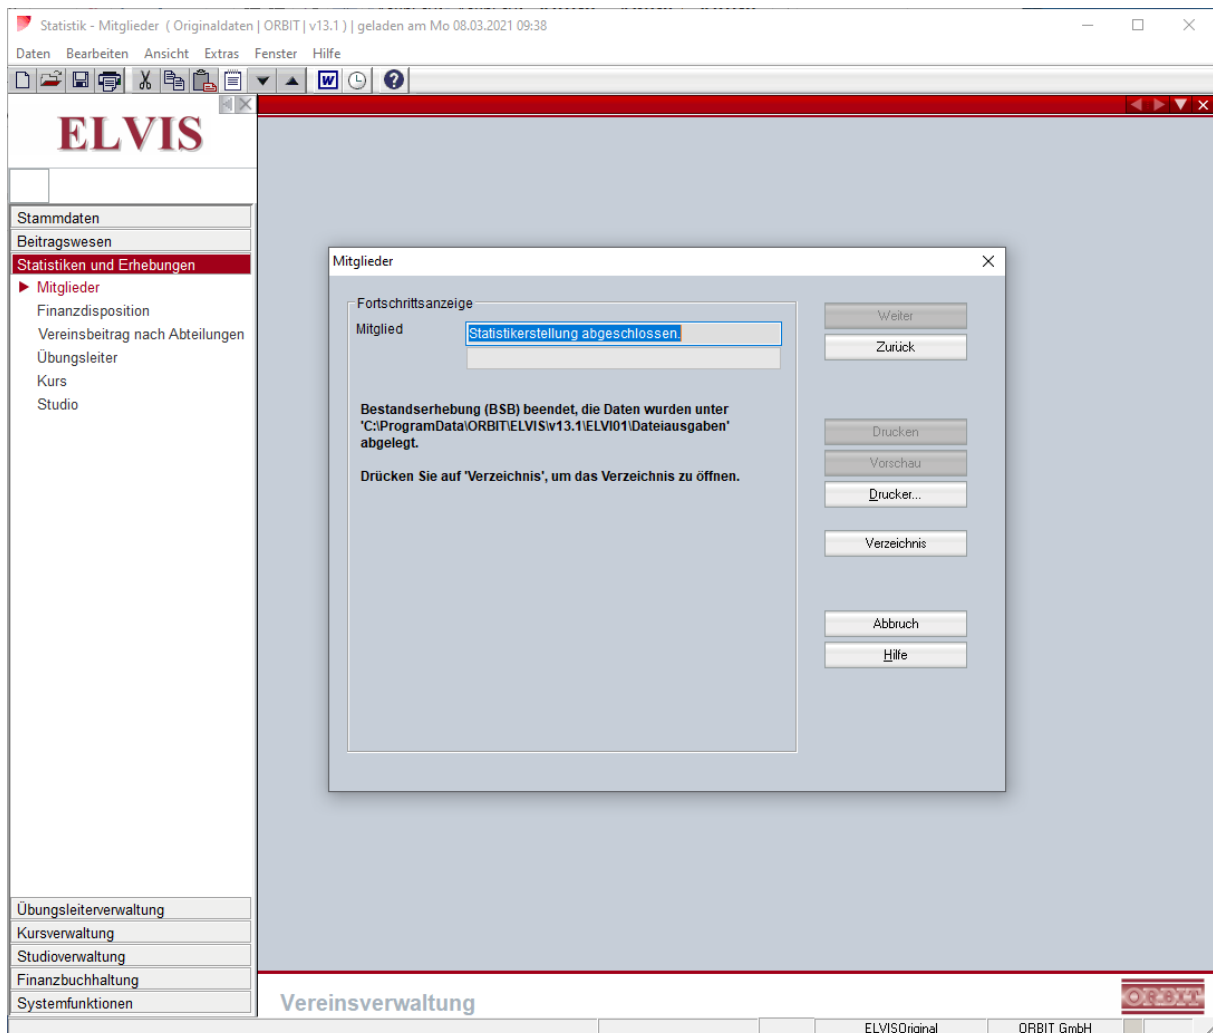 Statistik - Mitglieder ( Originaldaten | ORBIT | v13.1 ) | geladen am Mo 08.03.2021 09:38
Daten Bearbeiten Ansicht Extras Fenster Hilfe
W
?
ELVIS
Stammdaten
Beitragswesen
Statistiken und Erhebungen
Mitglieder
Finanzdisposition
Vereinsbeitrag nach Abteilungen
Übungsleiter
Kurs
Studio
Mitglieder
Fortschrittsanzeige
Mitglied
Statistikerstellung abgeschlossen.
Bestandserhebung (BSB) beendet, die Daten wurden unter
'C:\ProgramData\ORBIT\ELVIS\v13.1\ELVI01\Dateiausgaben'
abgelegt.
Drücken Sie auf 'Verzeichnis', um das Verzeichnis zu öffnen.
Weiter
Zurück
Drucken
Vorschau
Drucker...
Verzeichnis
Abbruch
Hilfe
Übungsleiterverwaltung
Kursverwaltung
Studioverwaltung
Finanzbuchhaltung
Systemfunktionen
Vereinsverwaltung
ORBIT
ELVISOriginal
ORBIT GmbH